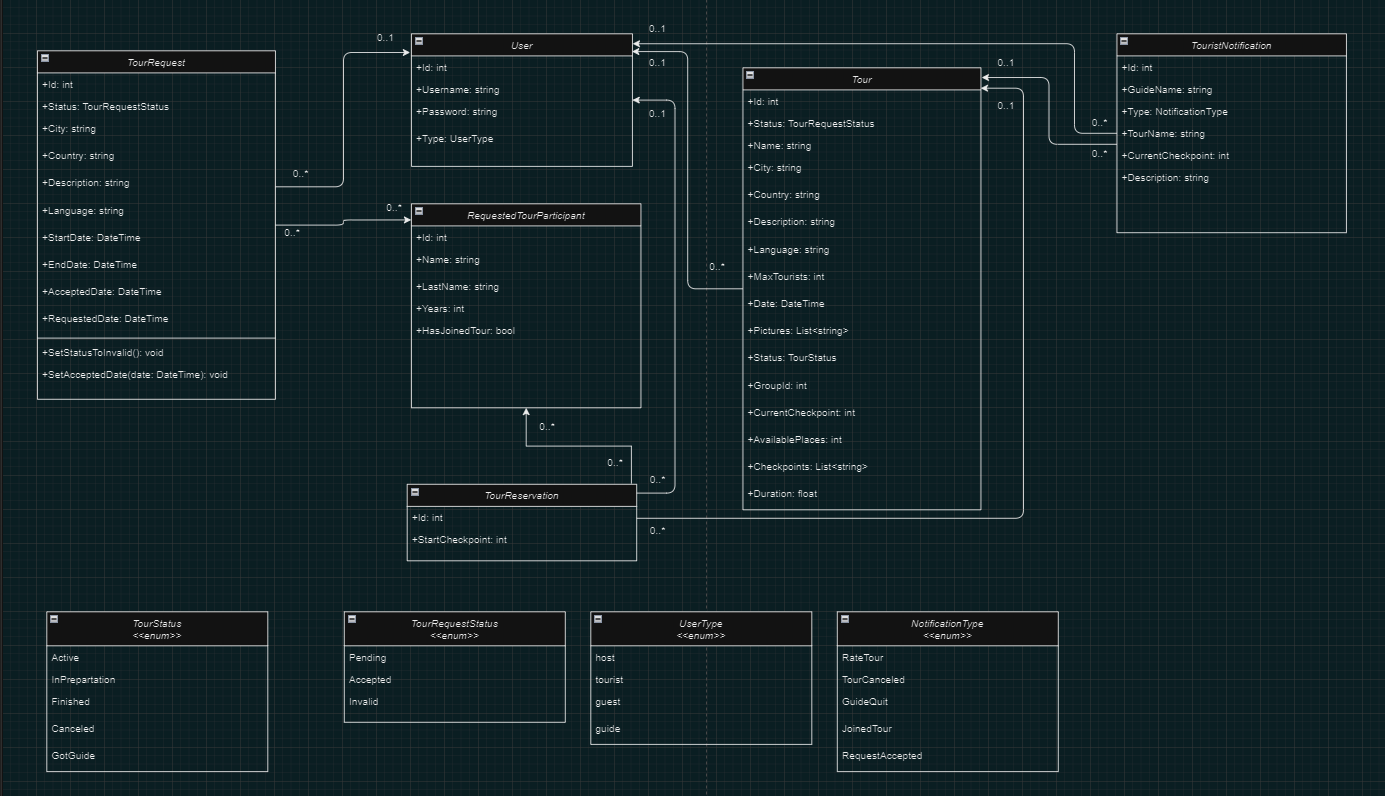 TourRequest
+Id: int
+Status: TourRequestStatus
+City: string
+Country: string
+Description: string
+Language: string
+StartDate: DateTime
+EndDate: DateTime
+AcceptedDate: DateTime
+RequestedDate: DateTime
+SetStatusToInvalid(): void
+SetAcceptedDate(date: DateTime): void
0..1
0..*
0..*
0..*
User
+Id: int
+Username: string
+Password: string
+Type: UserType
0..1
0..1
0..1
RequestedTourParticipant
+Id: int
+Name: string
+LastName: string
+Years: int
+HasJoinedTour: bool
0..*
0..*
0..*
0..*
0..*
TourReservation
+Id: int
+StartCheckpoint: int
Tour
+Id: int
+Status: TourRequestStatus
+Name: string
+City: string
+Country: string
+Description: string
+Language: string
+MaxTourists: int
+Date: DateTime
+Pictures: List<string>
+Status: TourStatus
+GroupId: int
+CurrentCheckpoint: int
+AvailablePlaces: int
+Checkpoints: List<string>
+Duration: float
0..1
0..1
0..*
0..*
TouristNotification
+Id: int
+GuideName: string
+Type: NotificationType
+TourName: string
+CurrentCheckpoint: int
+Description: string
TourStatus
<<enum>>
Active
InPrepartation
Finished
Canceled
GotGuide
TourRequestStatus
<<enum>>
Pending
Accepted
Invalid
UserType
<<enum>>
host
tourist
guest
guide
NotificationType
<<enum>>
RateTour
TourCanceled
GuideQuit
JoinedTour
RequestAccepted